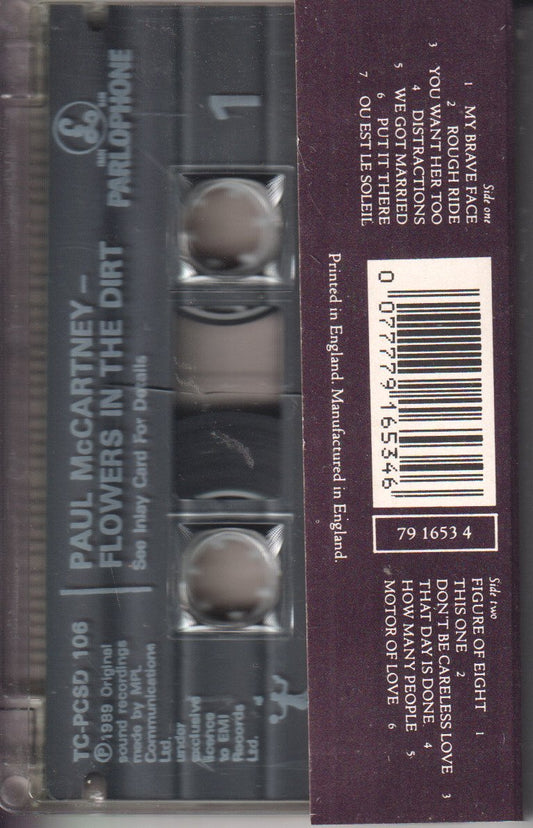 1
PARLOPHONE
PAUL McCARTNEY –
FLOWERS IN THE DIRT
See Inlay Card For Details
TC-PCSD 106
℗ 1989 Original
sound recordings
made by MPL
Communications
Ltd
under
exclusive
licence
to EMI
Records
Ltd.
Side one
1 MY BRAVE FACE
2 ROUGH RIDE
3 YOU WANT HER TOO
4 DISTRACTIONS
5 WE GOT MARRIED
6 PUT IT THERE
7 OU EST LE SOLEIL
0 077779 165346
79 1653 4
Side two
FIGURE OF EIGHT 1
THIS ONE 2
DON'T BE CARELESS LOVE 3
THAT DAY IS DONE 4
HOW MANY PEOPLE 5
MOTOR OF LOVE 6
Printed in England. Manufactured in England.